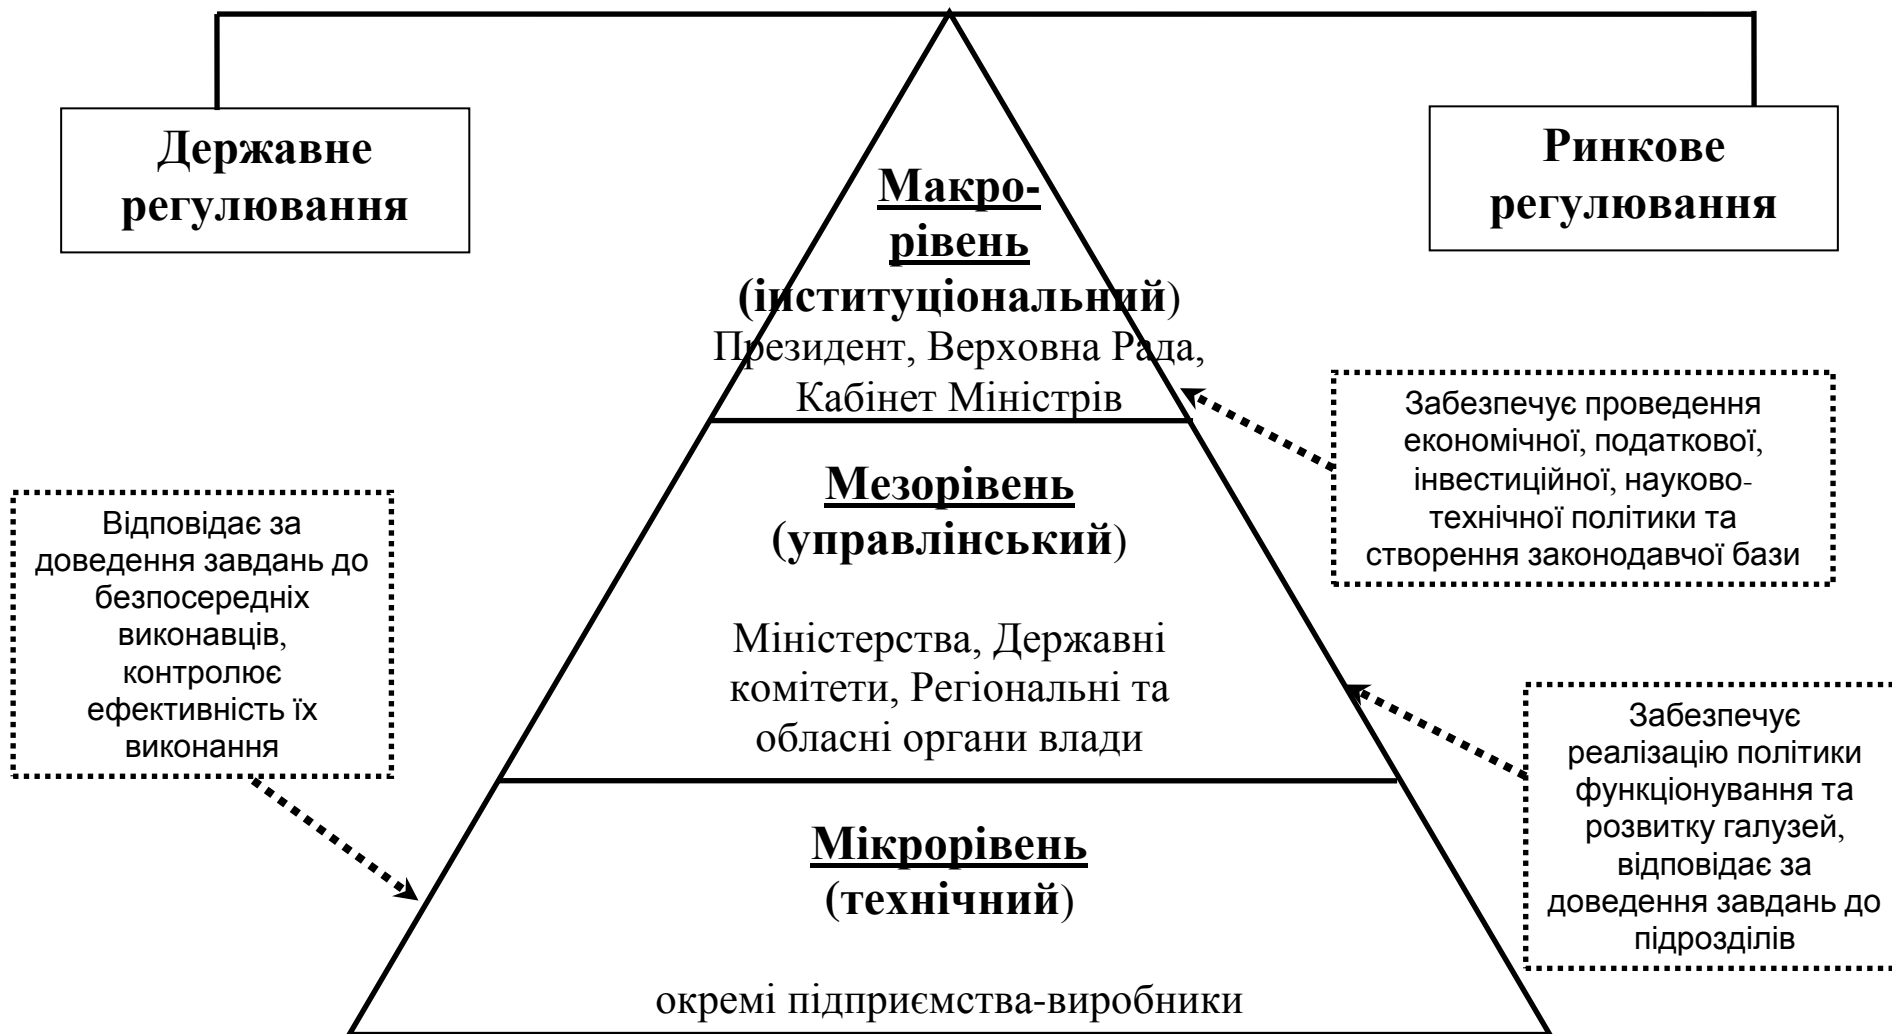 Державне
регулювання
Ринкове
регулювання
Макро-
рівень
(інституціональний)
Президент, Верховна Рада,
Кабінет Міністрів
Забезпечує проведення
економічної, податкової,
інвестиційної, науково-
технічної політики та
створення законодавчої бази
Мезорівень
(управлінський)
Міністерства, Державні
комітети, Регіональні та
обласні органи влади
Відповідає за
доведення завдань до
безпосередніх
виконавців,
контролює
ефективність їх
виконання
Забезпечує
реалізацію політики
функціонування та
розвитку галузей,
відповідає за
доведення завдань до
підрозділів
Мікрорівень
(технічний)
окремі підприємства-виробники